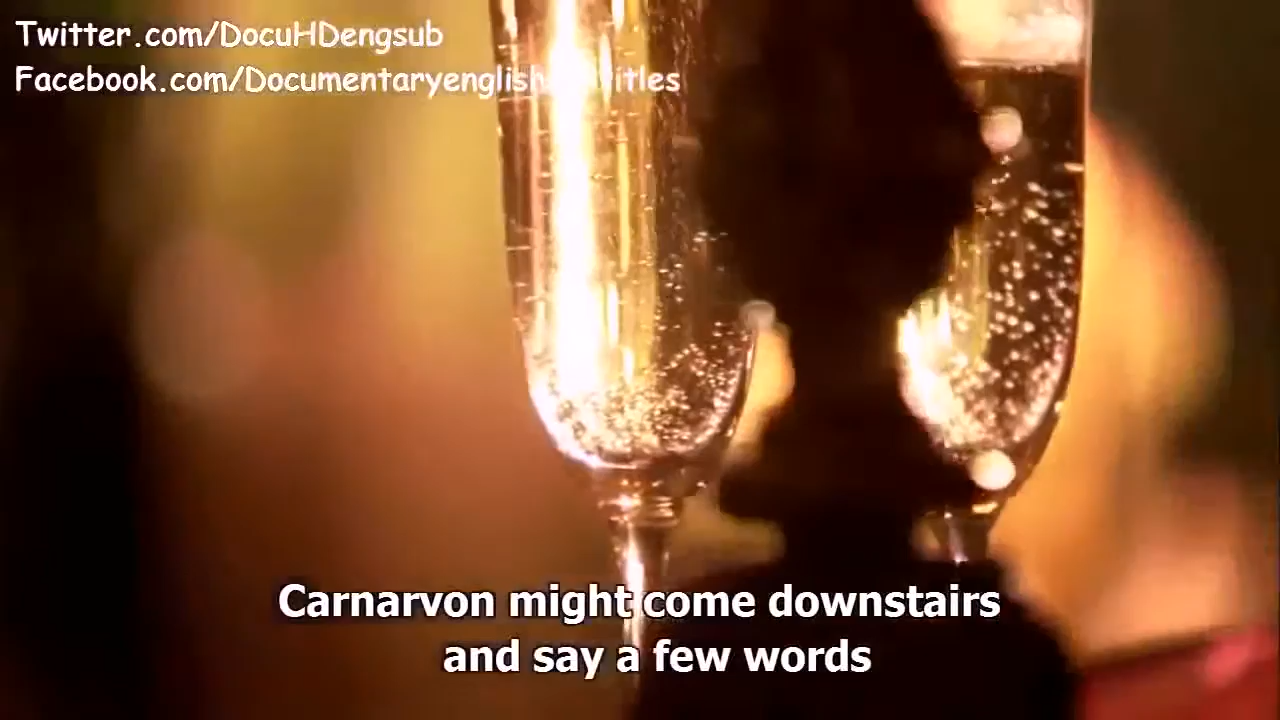 Twitter.com/DocuHDengsub
Facebook.com/Documentaryenglish
Carnarvon might come downstairs
and say a few words